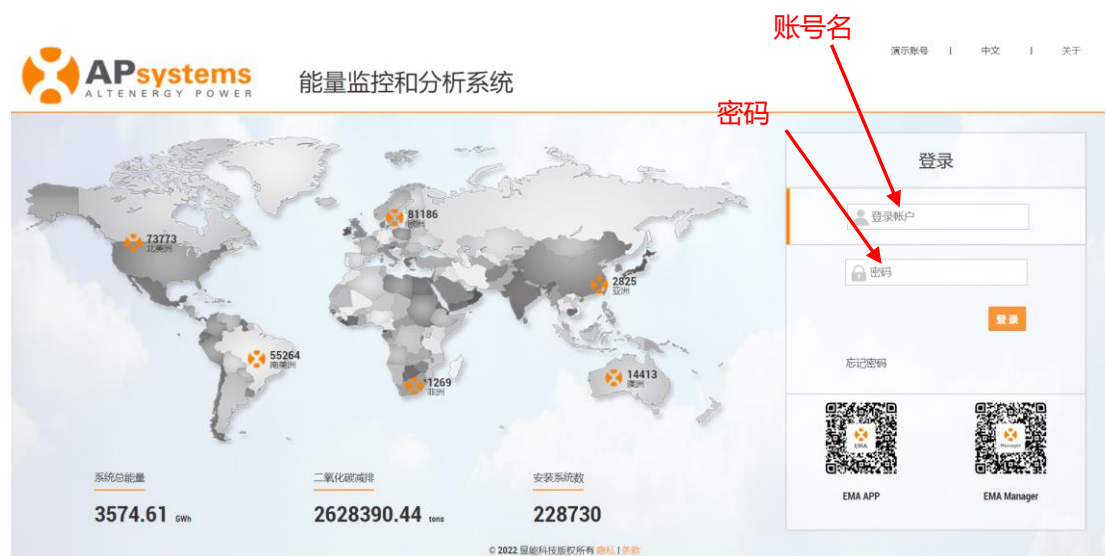 账号名
演示账号 | 中文 | 关于
APsystems
ALTENERGY POWER
能量监控和分析系统
密码
登录
登录帐户
密码
登录
忘记密码
73773
北美洲
81186
欧洲
2825
亚洲
55264
南美洲
1269
非洲
14413
澳洲
EMA
Manager
EMA APP
EMA Manager
系统总能量
二氧化碳减排
安装系统数
3574.61 GWh
2628390.44 tons
228730
© 2022 昱能科技版权所有 隐私 | 条款